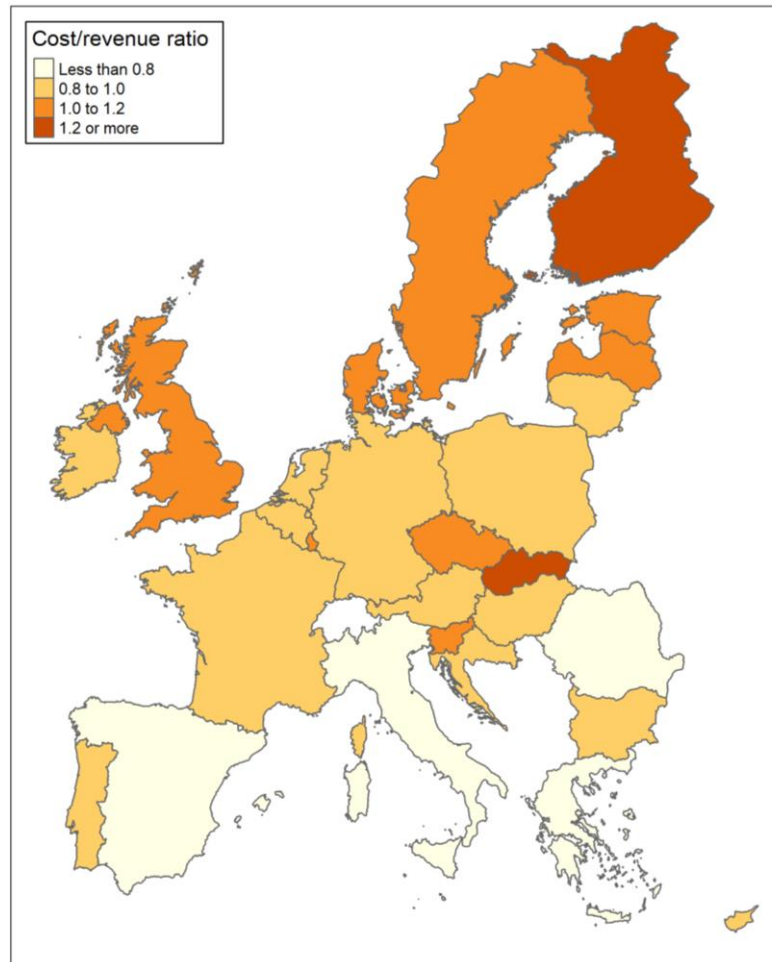 Cost/revenue ratio
Less than 0.8
0.8 to 1.0
1.0 to 1.2
1.2 or more